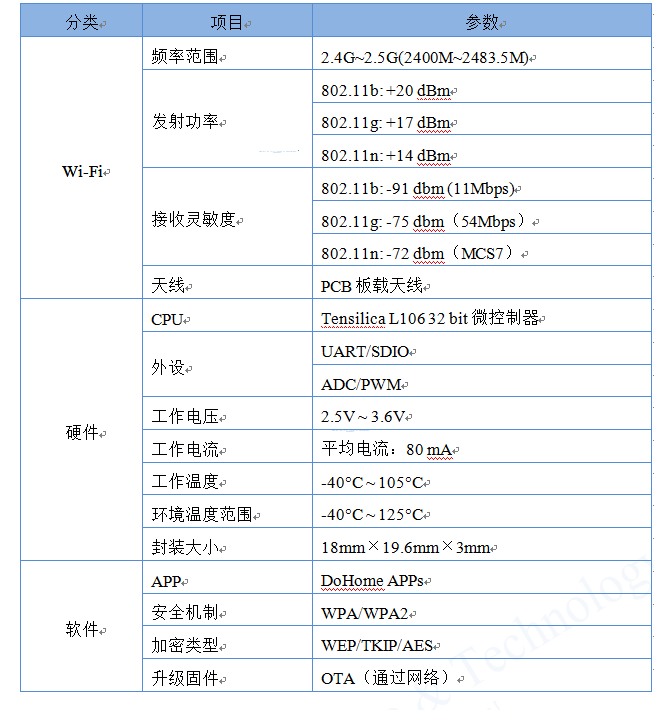 分类 项目 参数
Wi-Fi
频率范围 2.4G~2.5G(2400M~2483.5M)
发射功率
802.11b: +20 dBm
802.11g: +17 dBm
802.11n: +14 dBm
接收灵敏度
802.11b: -91 dbm (11Mbps)
802.11g: -75 dbm（54Mbps）
802.11n: -72 dbm（MCS7）
天线 PCB 板载天线
硬件
CPU Tensilica L106 32 bit 微控制器
外设
UART/SDIO
ADC/PWM
工作电压 2.5V ~ 3.6V
工作电流 平均电流：80 mA
工作温度 -40°C ~ 105°C
环境温度范围 -40°C ~ 125°C
封装大小 18mm×19.6mm×3mm
软件
APP DoHome APPs
安全机制 WPA/WPA2
加密类型 WEP/TKIP/AES
升级固件 OTA（通过网络）
& Technolog